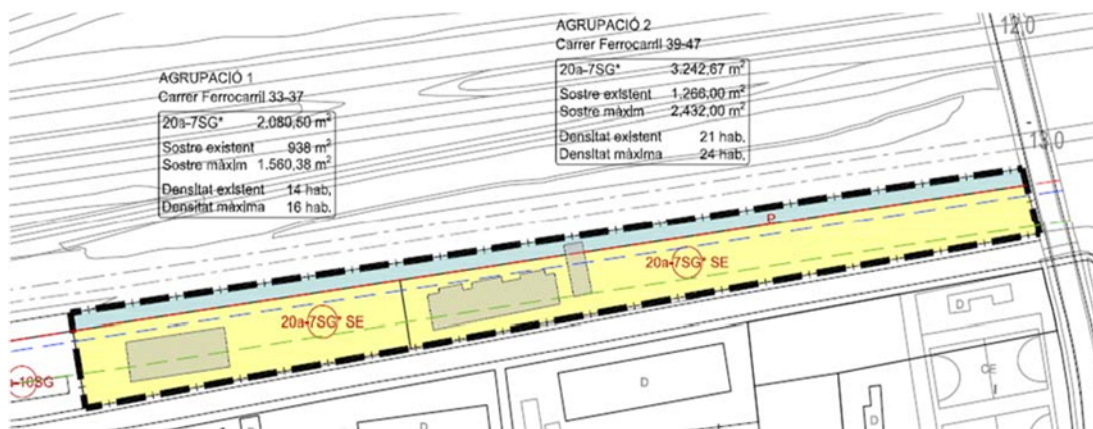 AGRUPACIÓ 1
Carrer Ferrocarril 33-37
20a-7SG* 2.080,50 m²
Sostre existent 938 m²
Sostre màxim 1.560,38 m²
Densitat existent 14 hab.
Densitat màxima 16 hab.
AGRUPACIÓ 2
Carrer Ferrocarril 39-47
20a-7SG* 3.242,67 m²
Sostre existent 1.266,00 m²
Sostre màxim 2.432,00 m²
Densitat existent 21 hab.
Densitat màxima 24 hab.
12.0
13.0
P
20a-7SG* SE
20a-7SG* SE
-10SG
D
D
D
D
CE
I